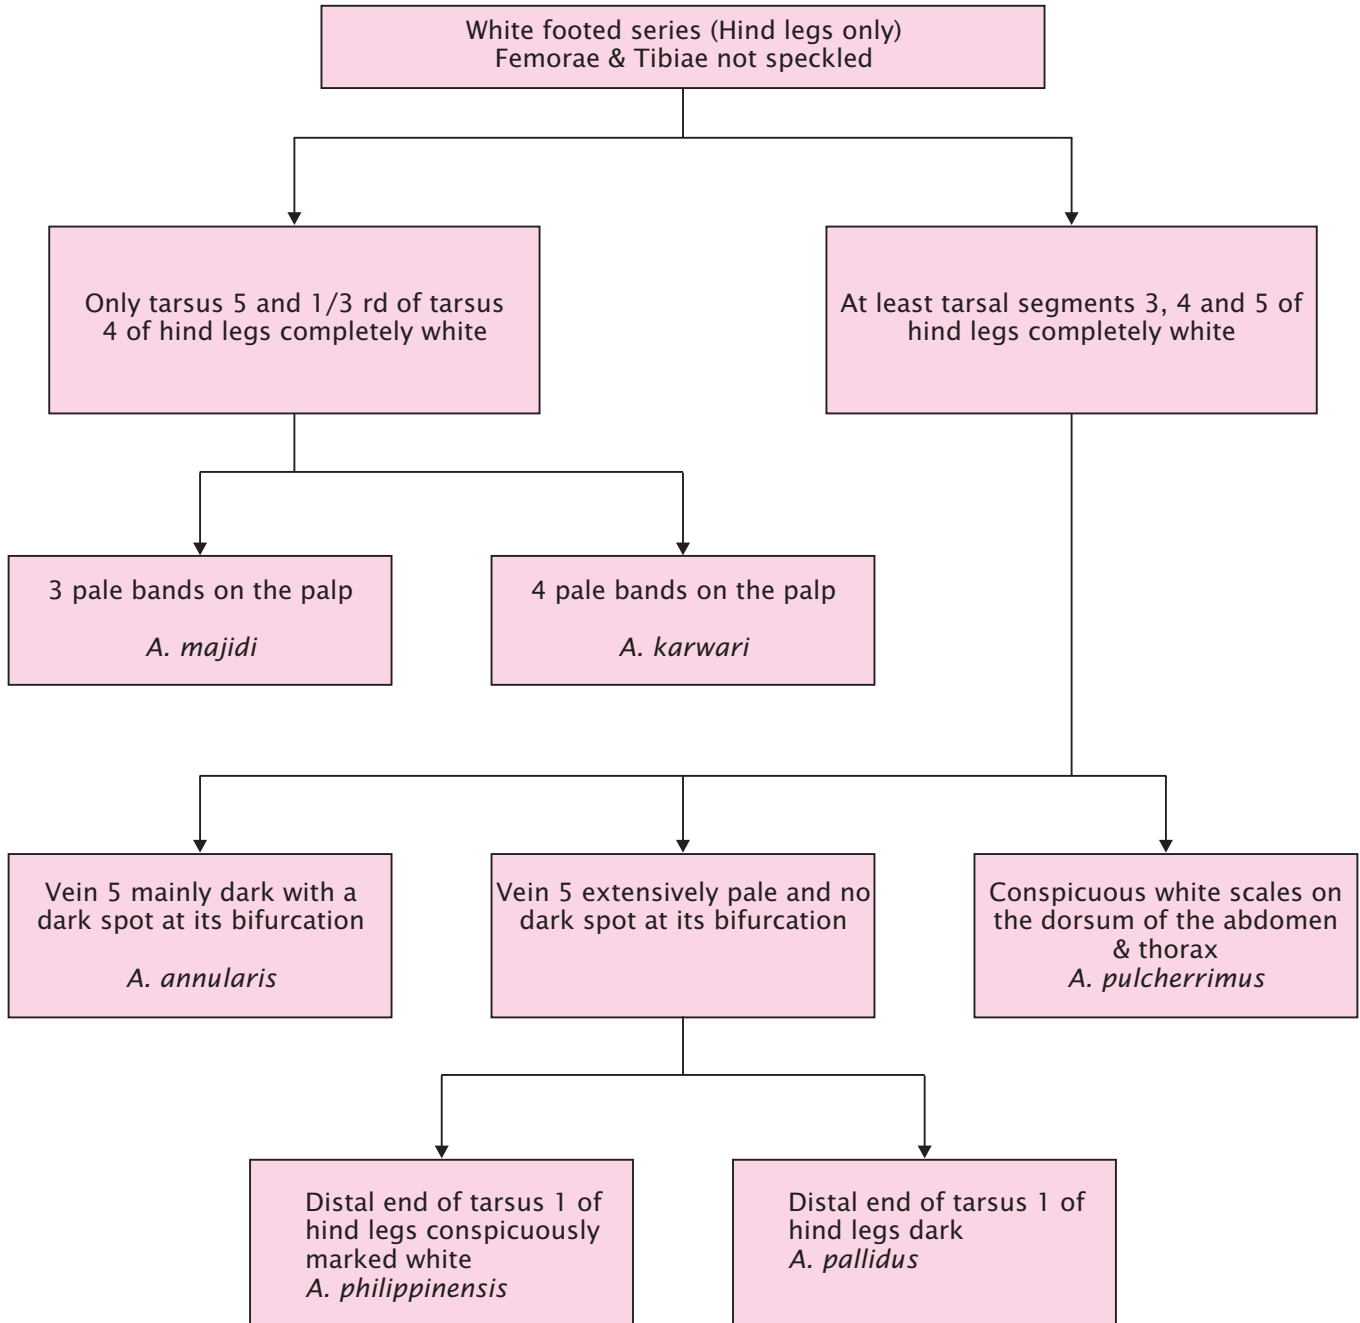 White footed series (Hind legs only)
Femorae & Tibiae not speckled
Only tarsus 5 and 1/3 rd of tarsus
4 of hind legs completely white
At least tarsal segments 3, 4 and 5 of
hind legs completely white
3 pale bands on the palp
A. majidi
4 pale bands on the palp
A. karwari
Vein 5 mainly dark with a
dark spot at its bifurcation
A. annularis
Vein 5 extensively pale and no
dark spot at its bifurcation
Conspicuous white scales on
the dorsum of the abdomen
& thorax
A. pulcherrimus
Distal end of tarsus 1 of
hind legs conspicuously
marked white
A. philippinensis
Distal end of tarsus 1 of
hind legs dark
A. pallidus